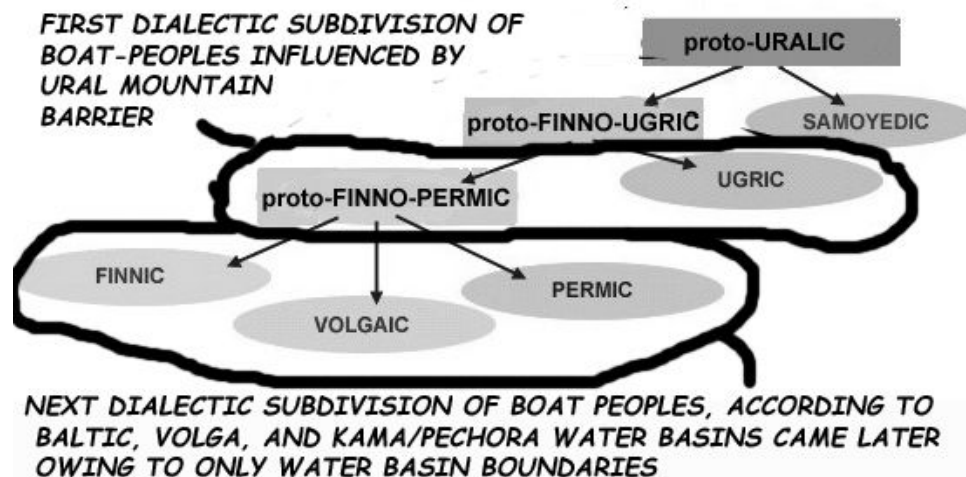 FIRST DIALECTIC SUBDIVISION OF
BOAT-PEOPLES INFLUENCED BY
URAL MOUNTAIN
BARRIER
proto-URALIC
proto-FINNO-UGRIC
SAMOYEDIC
proto-FINNO-PERMIC
UGRIC
FINNIC
VOLGAIC
PERMIC
NEXT DIALECTIC SUBDIVISION OF BOAT PEOPLES, ACCORDING TO
BALTIC, VOLGA, AND KAMA/PECHORA WATER BASINS CAME LATER
OWING TO ONLY WATER BASIN BOUNDARIES